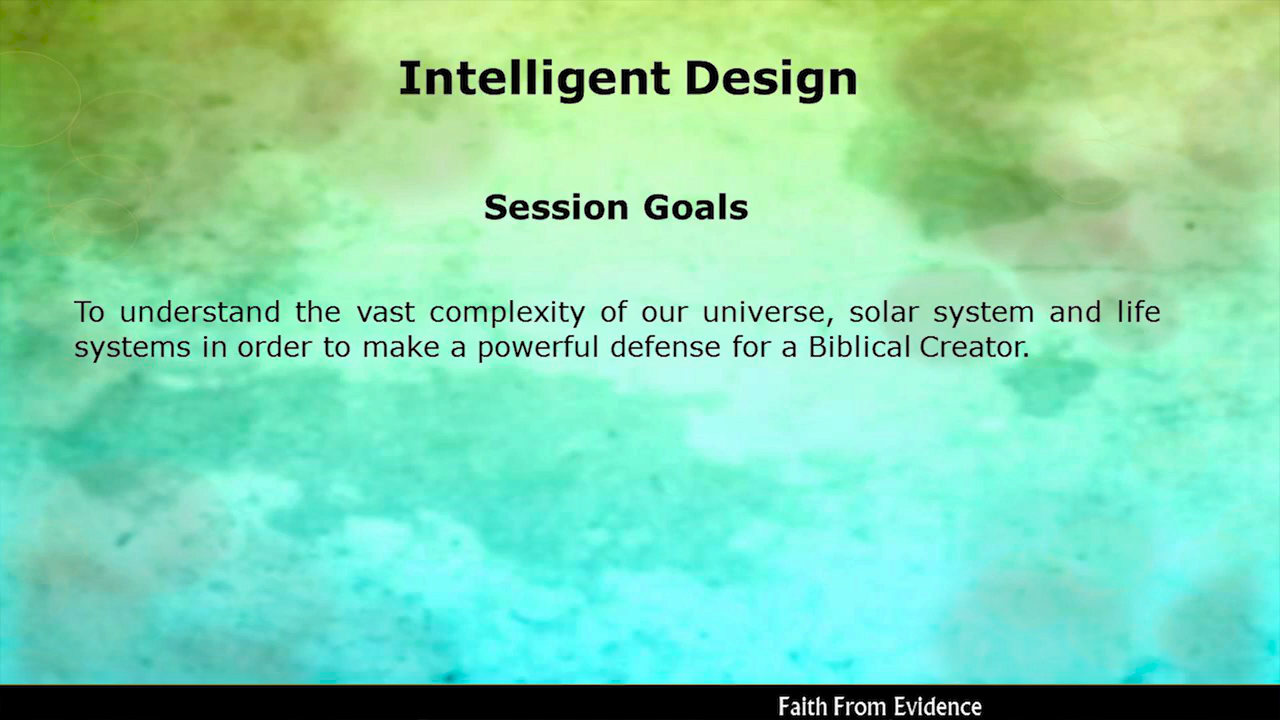 Intelligent Design
Session Goals
To understand the vast complexity of our universe, solar system and life
systems in order to make a powerful defense for a Biblical Creator.
Faith From Evidence